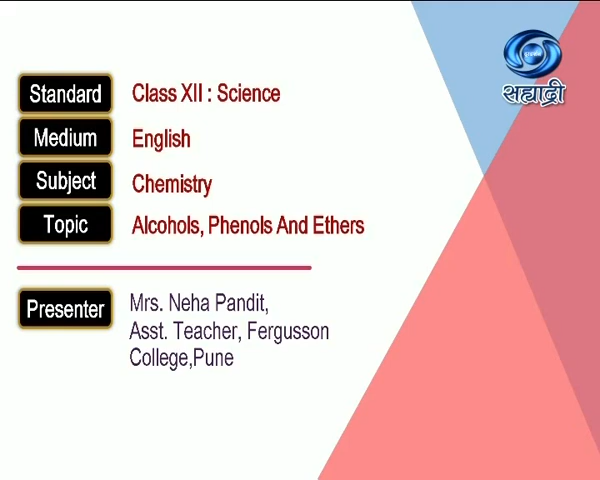 सह्याद्री
Standard Class XII : Science
Medium English
Subject Chemistry
Topic Alcohols, Phenols And Ethers
Presenter Mrs. Neha Pandit,
Asst. Teacher, Fergusson
College,Pune